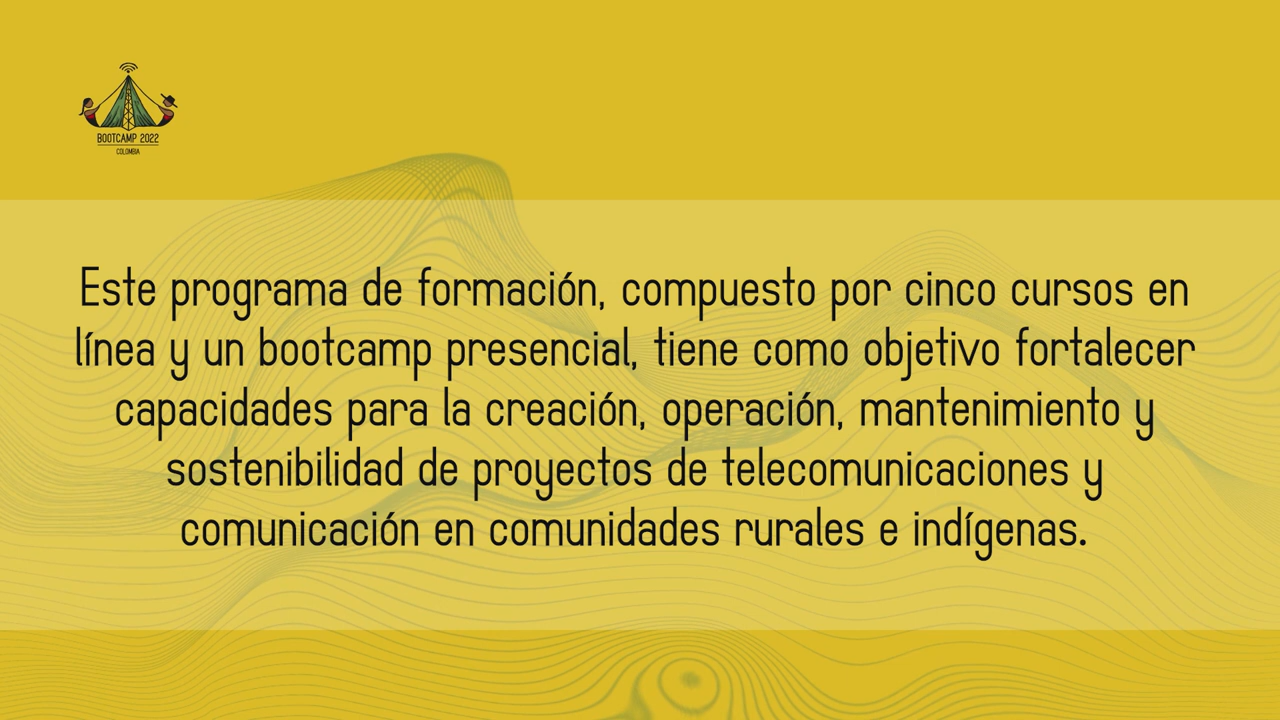 BOOTCAMP 2022
COLOMBIA
Este programa de formación, compuesto por cinco cursos en
línea y un bootcamp presencial, tiene como objetivo fortalecer
capacidades para la creación, operación, mantenimiento y
sostenibilidad de proyectos de telecomunicaciones y
comunicación en comunidades rurales e indígenas.